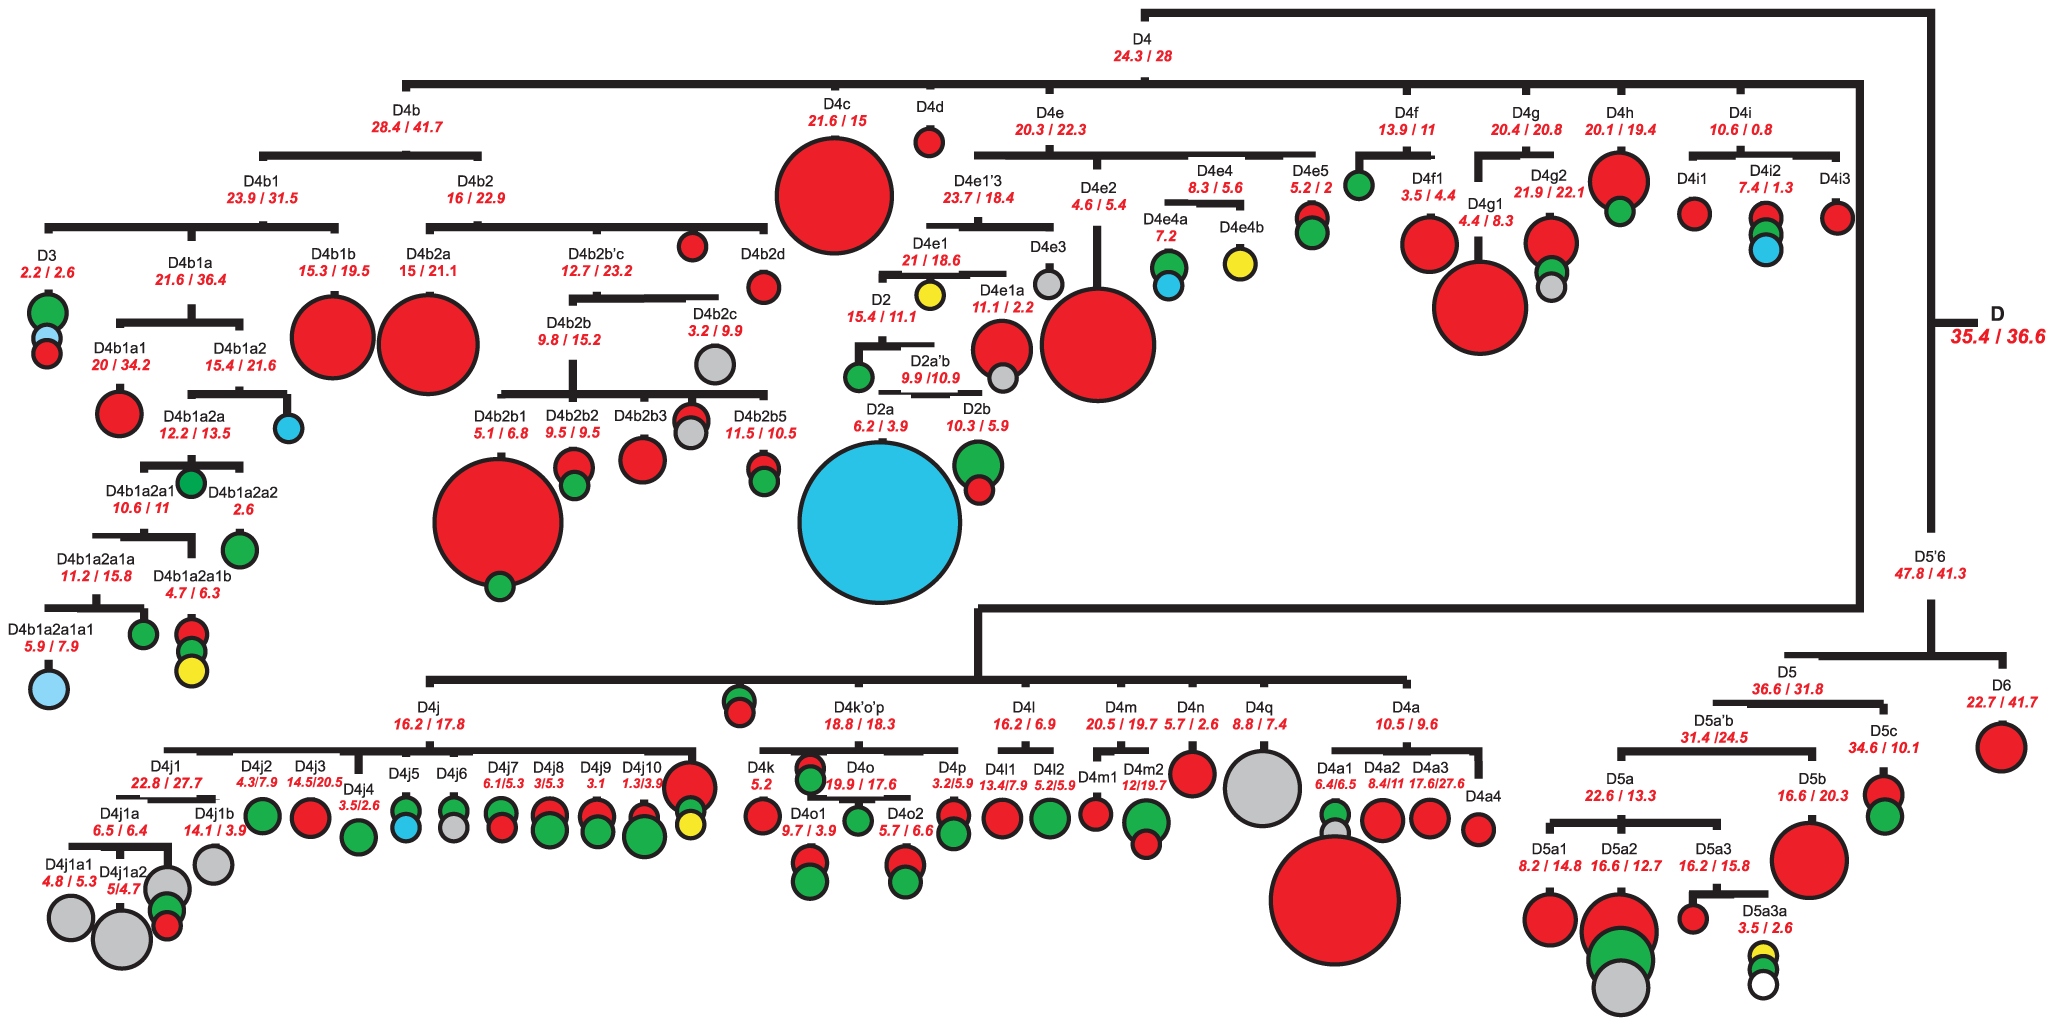 D4
24.3 / 28
D
35.4 / 36.6
D4b
28.4 / 41.7
D4c
21.6 / 15
D4d
D4e
20.3 / 22.3
D4f
13.9 / 11
D4g
20.4 / 20.8
D4h
20.1 / 19.4
D4i
10.6 / 0.8
D4b1
23.9 / 31.5
D4b2
16 / 22.9
D4e1'3
23.7 / 18.4
D4e2
4.6 / 5.4
D4e4
8.3 / 5.6
D4e5
5.2 / 2
D4f1
3.5 / 4.4
D4g1
4.4 / 8.3
D4g2
21.9 / 22.1
D4i1
D4i2
7.4 / 1.3
D4i3
D3
2.2 / 2.6
D4b1a
21.6 / 36.4
D4b1b
15.3 / 19.5
D4b2a
15 / 21.1
D4b2b'c
12.7 / 23.2
D4b2d
D4e1
21 / 18.6
D4e3
D4e4a
7.2
D4e4b
D2
15.4 / 11.1
D4e1a
11.1 / 2.2
D4b1a1
20 / 34.2
D4b1a2
15.4 / 21.6
D4b2b
9.8 / 15.2
D4b2c
3.2 / 9.9
D2a'b
9.9 /10.9
D4b1a2a
12.2 / 13.5
D4b2b1
5.1 / 6.8
D4b2b2
9.5 / 9.5
D4b2b3
D4b2b5
11.5 / 10.5
D2a
6.2 / 3.9
D2b
10.3 / 5.9
D4b1a2a1
10.6 / 11
D4b1a2a2
2.6
D4b1a2a1a
11.2 / 15.8
D4b1a2a1b
4.7 / 6.3
D4b1a2a1a1
5.9 / 7.9
D5'6
47.8 / 41.3
D5
36.6 / 31.8
D6
22.7 / 41.7
D4j
16.2 / 17.8
D4k'o'p
18.8 / 18.3
D4l
16.2 / 6.9
D4m
20.5 / 19.7
D4n
5.7 / 2.6
D4q
8.8 / 7.4
D4a
10.5 / 9.6
D5a'b
31.4 /24.5
D5c
34.6 / 10.1
D4j1
22.8 / 27.7
D4j2
4.3/7.9
D4j3
14.5/20.5
D4j4
3.5/2.6
D4j5
D4j6
D4j7
6.1/5.3
D4j8
3/5.3
D4j9
3.1
D4j10
1.3/3.9
D4k
5.2
D4o
19.9 / 17.6
D4p
3.2/5.9
D4l1
13.4/7.9
D4l2
5.2/5.9
D4m1
D4m2
12/19.7
D4a1
6.4/6.5
D4a2
8.4/11
D4a3
17.6/27.6
D4a4
D5a
22.6 / 13.3
D5b
16.6 / 20.3
D4j1a
6.5 / 6.4
D4j1b
14.1 / 3.9
D4o1
9.7 / 3.9
D4o2
5.7 / 6.6
D4j1a1
4.8 / 5.3
D4j1a2
5/4.7
D5a1
8.2 / 14.8
D5a2
16.6 / 12.7
D5a3
16.2 / 15.8
D5a3a
3.5 / 2.6